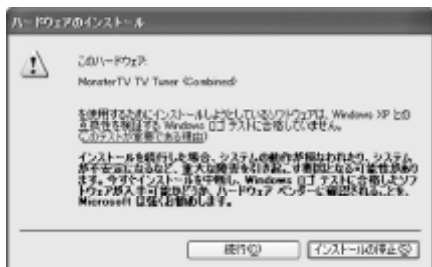 ハードウェアのインストール
このハードウェア:
MonsterTV TV Tuner (Combined)
を使用するためにインストールしようとしているソフトウェアは、Windows XP との
互換性を検証する Windows ロゴ テストに合格していません。
(このテストが重要である理由)
インストールを続行した場合、システムの動作が損なわれたり、システム
が不安定になるなど、重大な障害を引き起こす要因となる可能性があり
ます。今すぐインストールを中断し、Windows ロゴ テストに合格したソフ
トウェアが入手可能かどうか、ハードウェア ベンダーに確認されることを、
Microsoft は強くお勧めします。
続行(C)
インストールの停止(S)